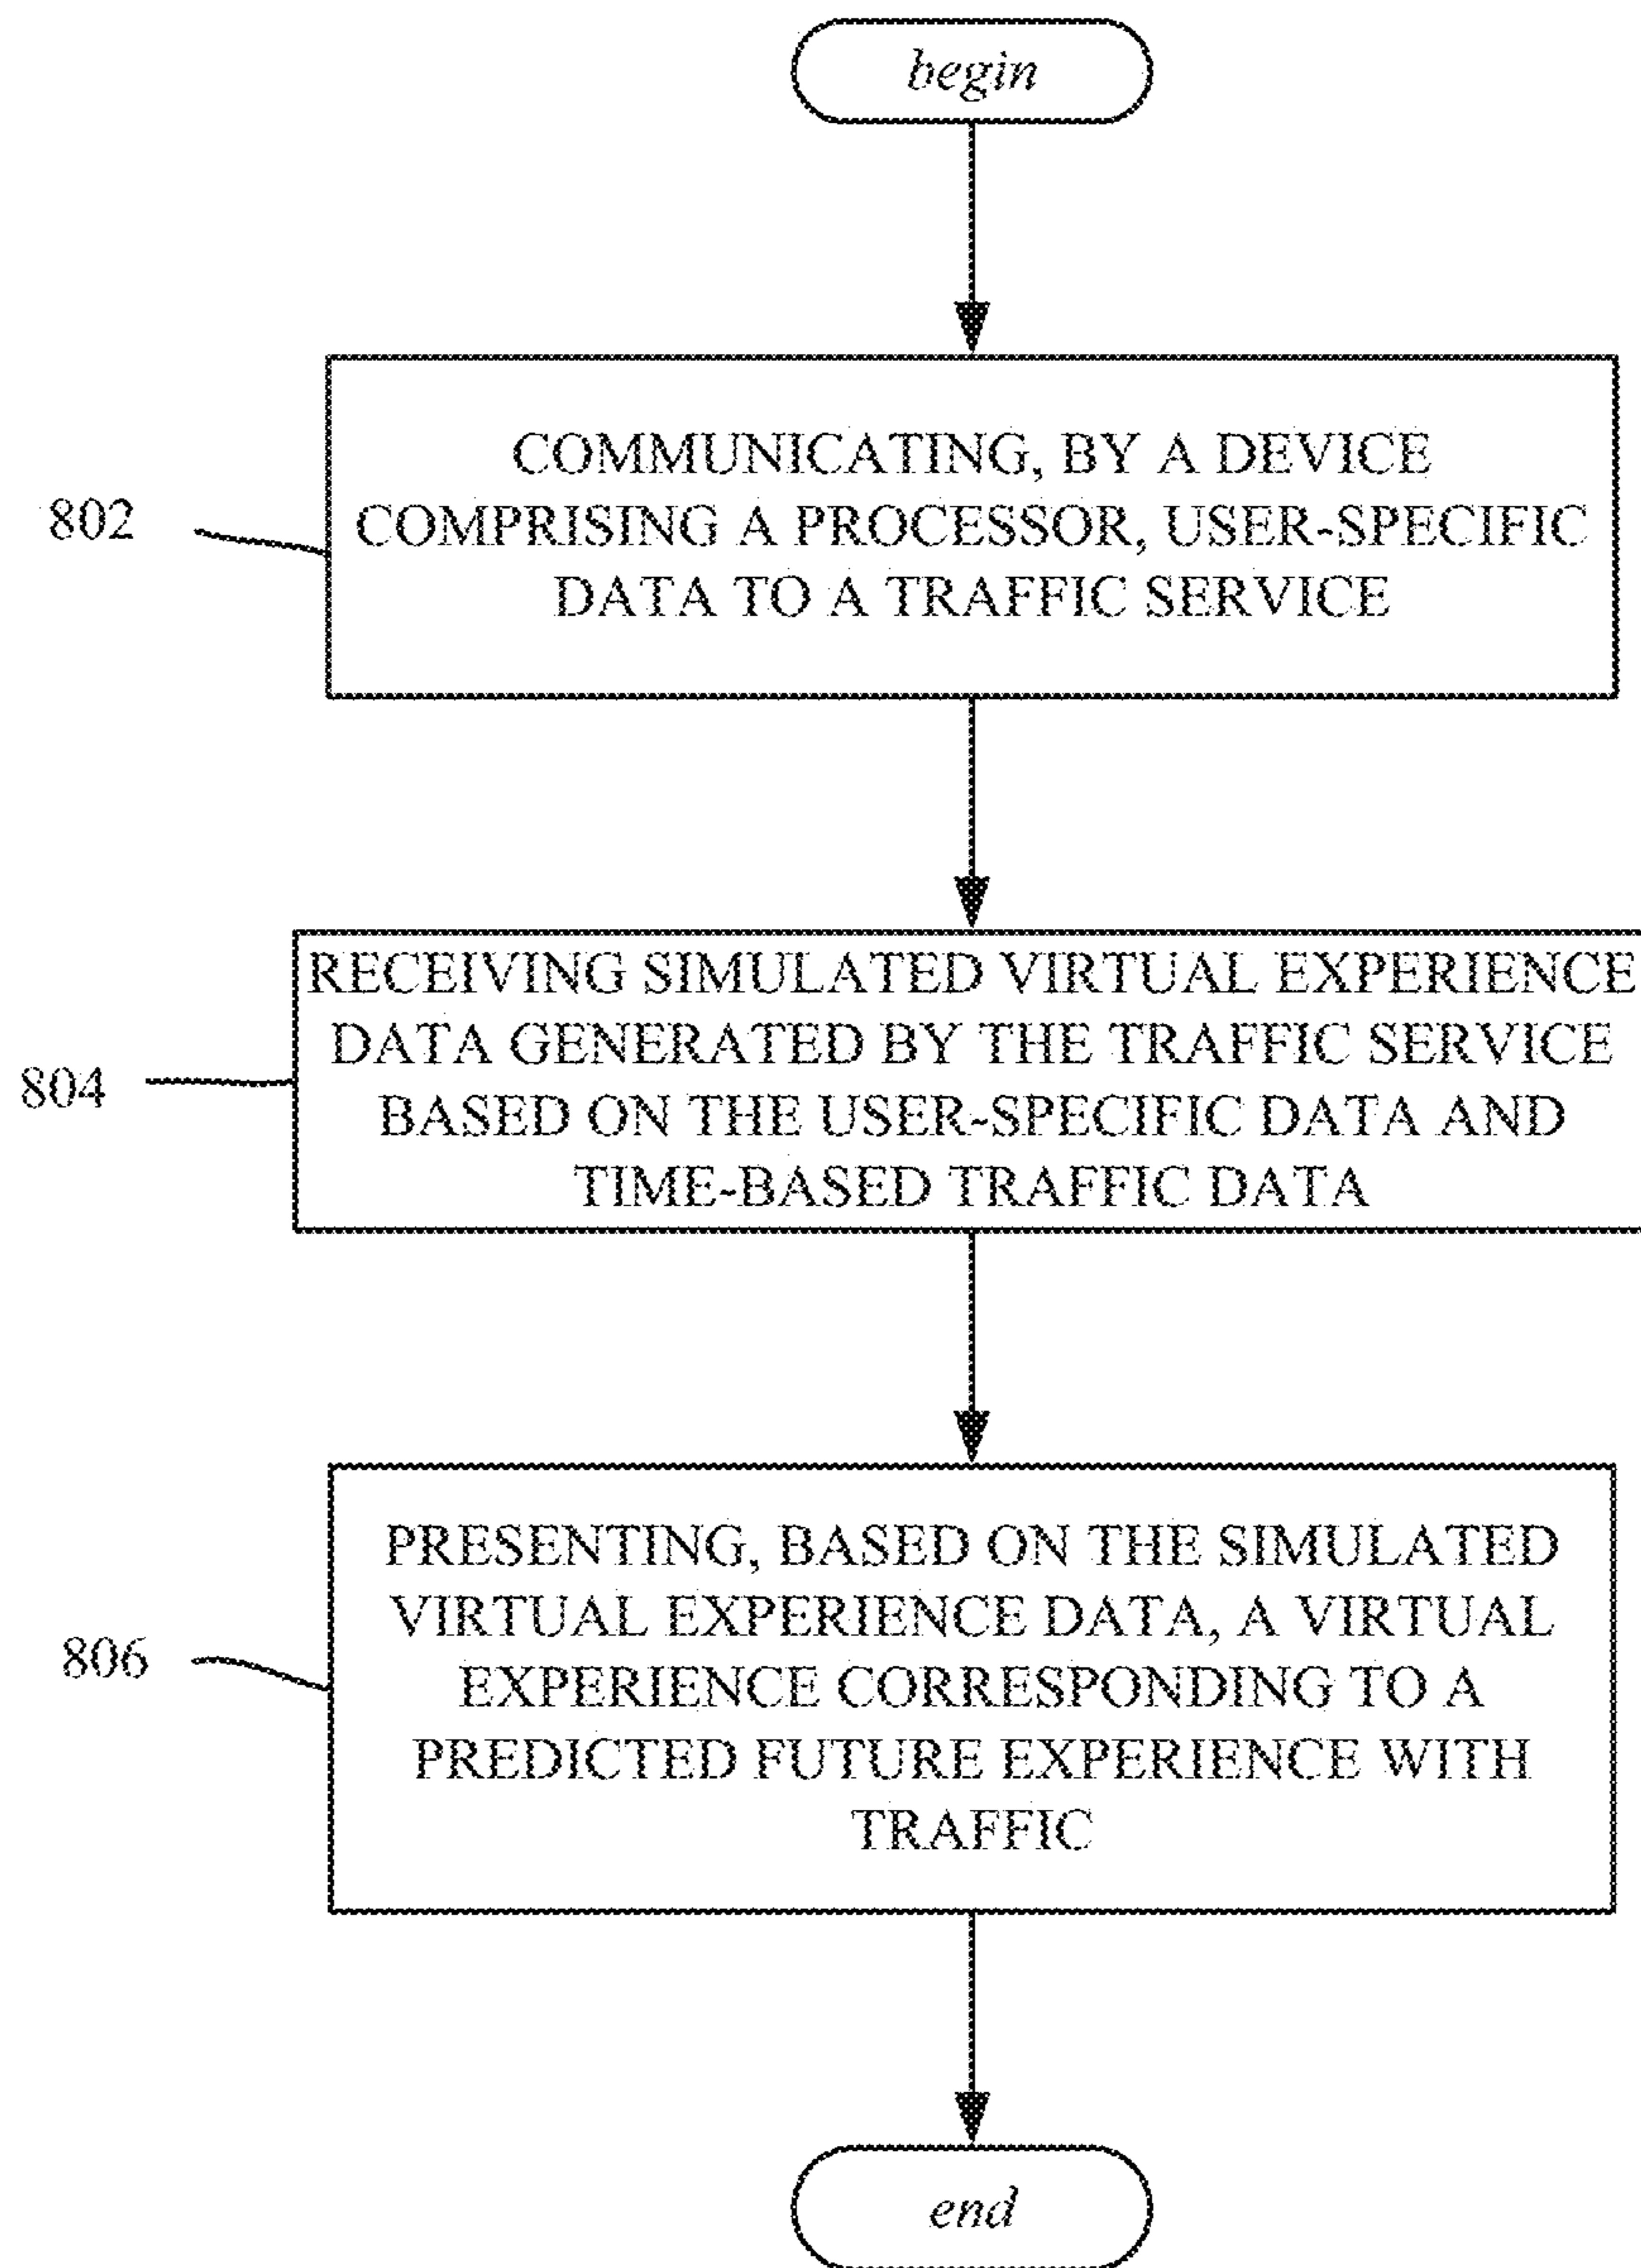 begin
COMMUNICATING, BY A DEVICE
COMPRISING A PROCESSOR, USER-SPECIFIC
DATA TO A TRAFFIC SERVICE
802
RECEIVING SIMULATED VIRTUAL EXPERIENCE
DATA GENERATED BY THE TRAFFIC SERVICE
BASED ON THE USER-SPECIFIC DATA AND
TIME-BASED TRAFFIC DATA
804
PRESENTING, BASED ON THE SIMULATED
VIRTUAL EXPERIENCE DATA, A VIRTUAL
EXPERIENCE CORRESPONDING TO A
PREDICTED FUTURE EXPERIENCE WITH
TRAFFIC
806
end